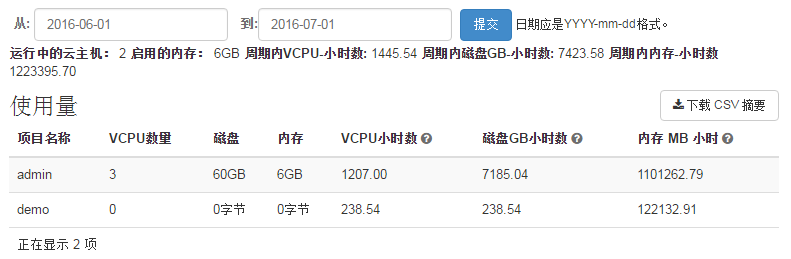 从: 2016-06-01 到: 2016-07-01 提交 日期应是YYYY-mm-dd格式。
运行中的云主机： 2 启用的内存： 6GB 周期内VCPU-小时数: 1445.54 周期内磁盘GB-小时数: 7423.58 周期内内存-小时数
1223395.70
使用量 下载 CSV 摘要
项目名称 VCPU数量 磁盘 内存 VCPU小时数 磁盘GB小时数 内存 MB 小时
admin 3 60GB 6GB 1207.00 7185.04 1101262.79
demo 0 0字节 0字节 238.54 238.54 122132.91
正在显示 2 项